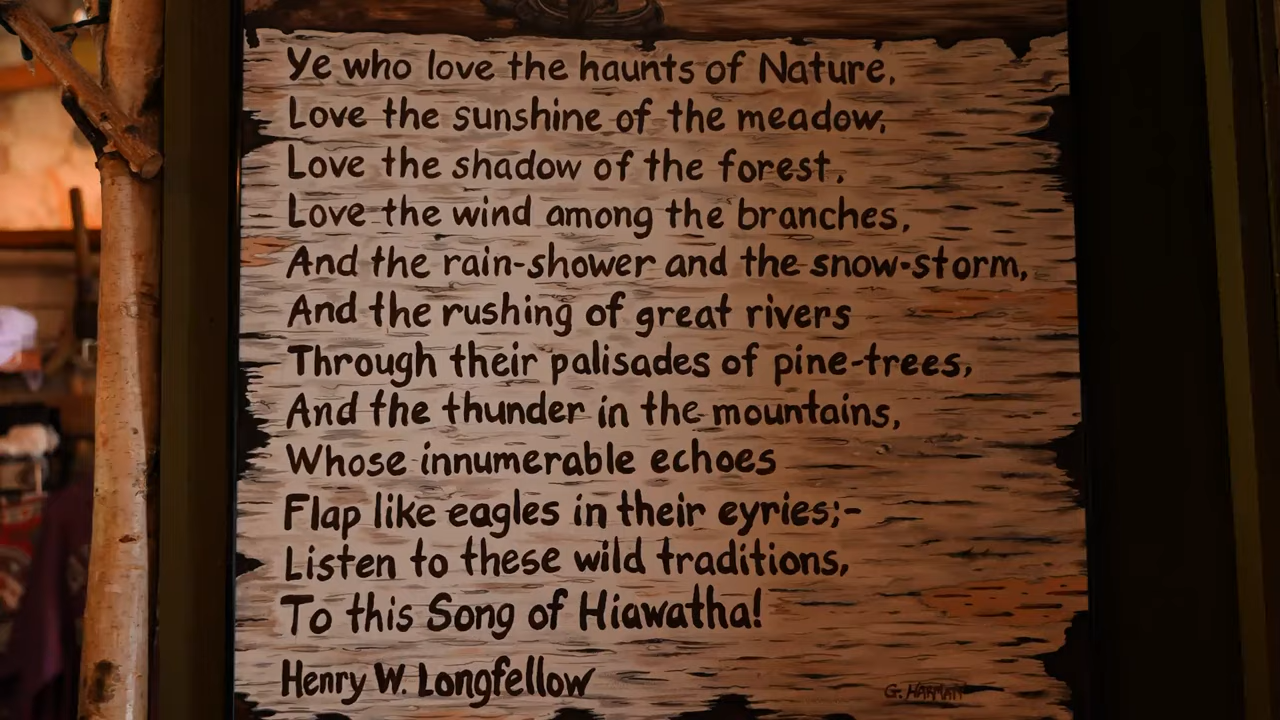 Ye who love the haunts of Nature,
Love the sunshine of the meadow,
Love the shadow of the forest,
Love the wind among the branches,
And the rain-shower and the snow-storm,
And the rushing of great rivers
Through their palisades of pine-trees,
And the thunder in the mountains,
Whose innumerable echoes
Flap like eagles in their eyries;-
Listen to these wild traditions,
To this Song of Hiawatha!
Henry W. Longfellow
G. HARMAN